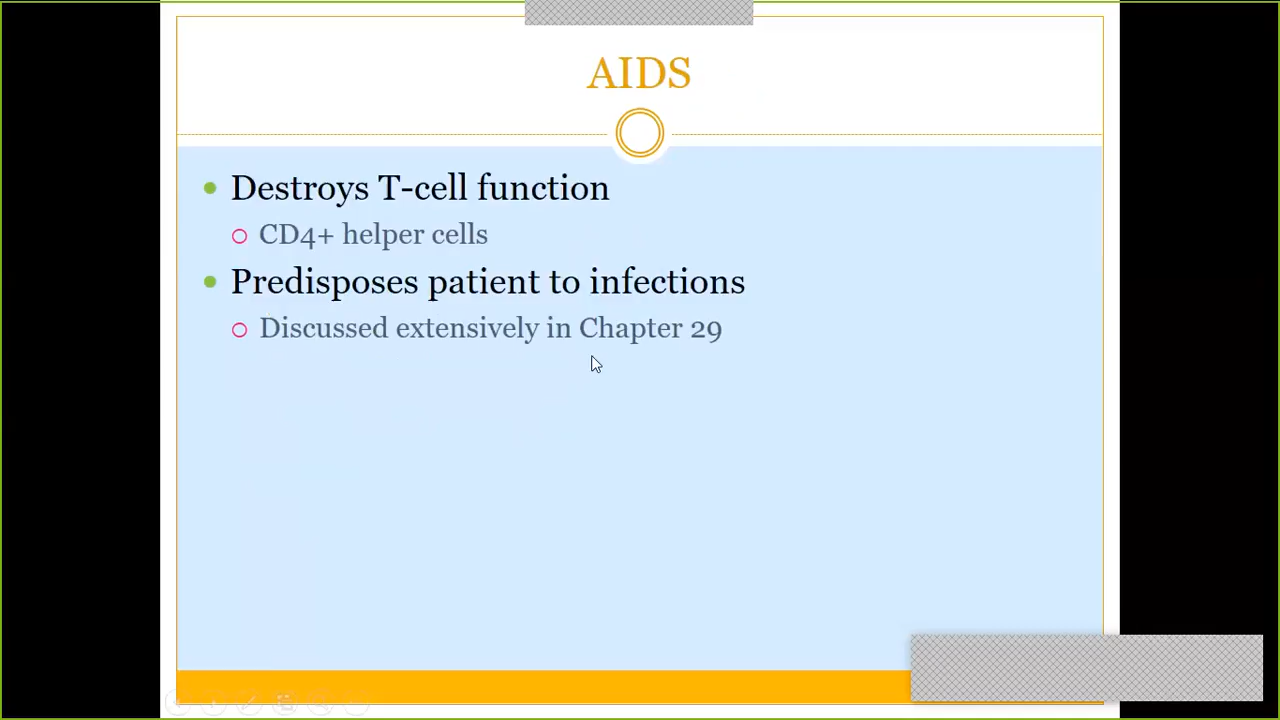 AIDS
Destroys T-cell function
CD4+ helper cells
Predisposes patient to infections
Discussed extensively in Chapter 29